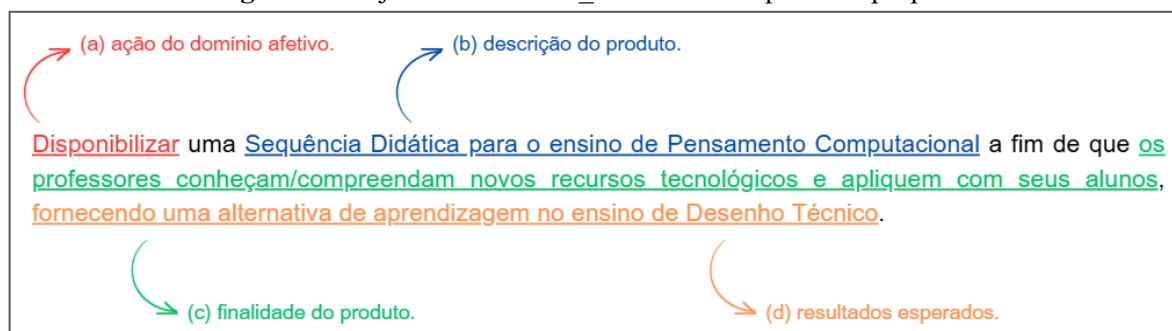 (a) ação do domínio afetivo.
(b) descrição do produto.
Disponibilizar uma Sequência Didática para o ensino de Pensamento Computacional a fim de que os
professores conheçam/compreendam novos recursos tecnológicos e apliquem com seus alunos,
fornecendo uma alternativa de aprendizagem no ensino de Desenho Técnico.
(c) finalidade do produto.
(d) resultados esperados.